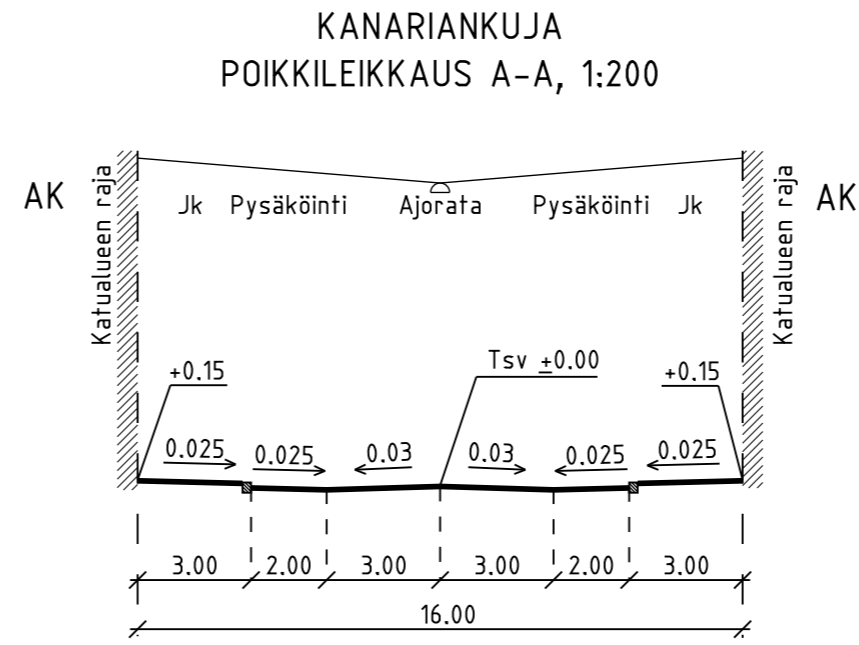 KANARIANKUJA
POIKKILEIKKAUS A-A, 1:200
AK
Katualueen raja
Jk Pysäköinti Ajorata Pysäköinti Jk
Katualueen raja
AK
+0.15 Tsv ±0.00 +0.15
0.025 0.025 0.03 0.03 0.025 0.025
3.00 2.00 3.00 3.00 2.00 3.00
16.00